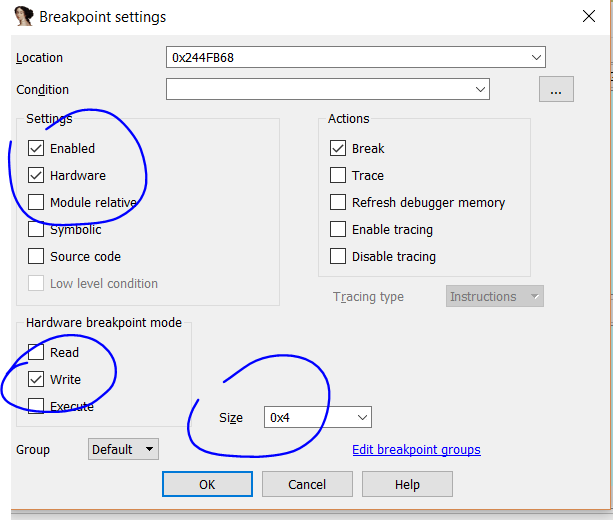 Breakpoint settings
Location 0x244FB68
Condition ...
Settings Actions
Enabled Break
Hardware Trace
Module relative Refresh debugger memory
Symbolic Enable tracing
Source code Disable tracing
Low level condition
Tracing type Instructions
Hardware breakpoint mode
Read
Write
Execute Size 0x4
Group Default Edit breakpoint groups
OK Cancel Help